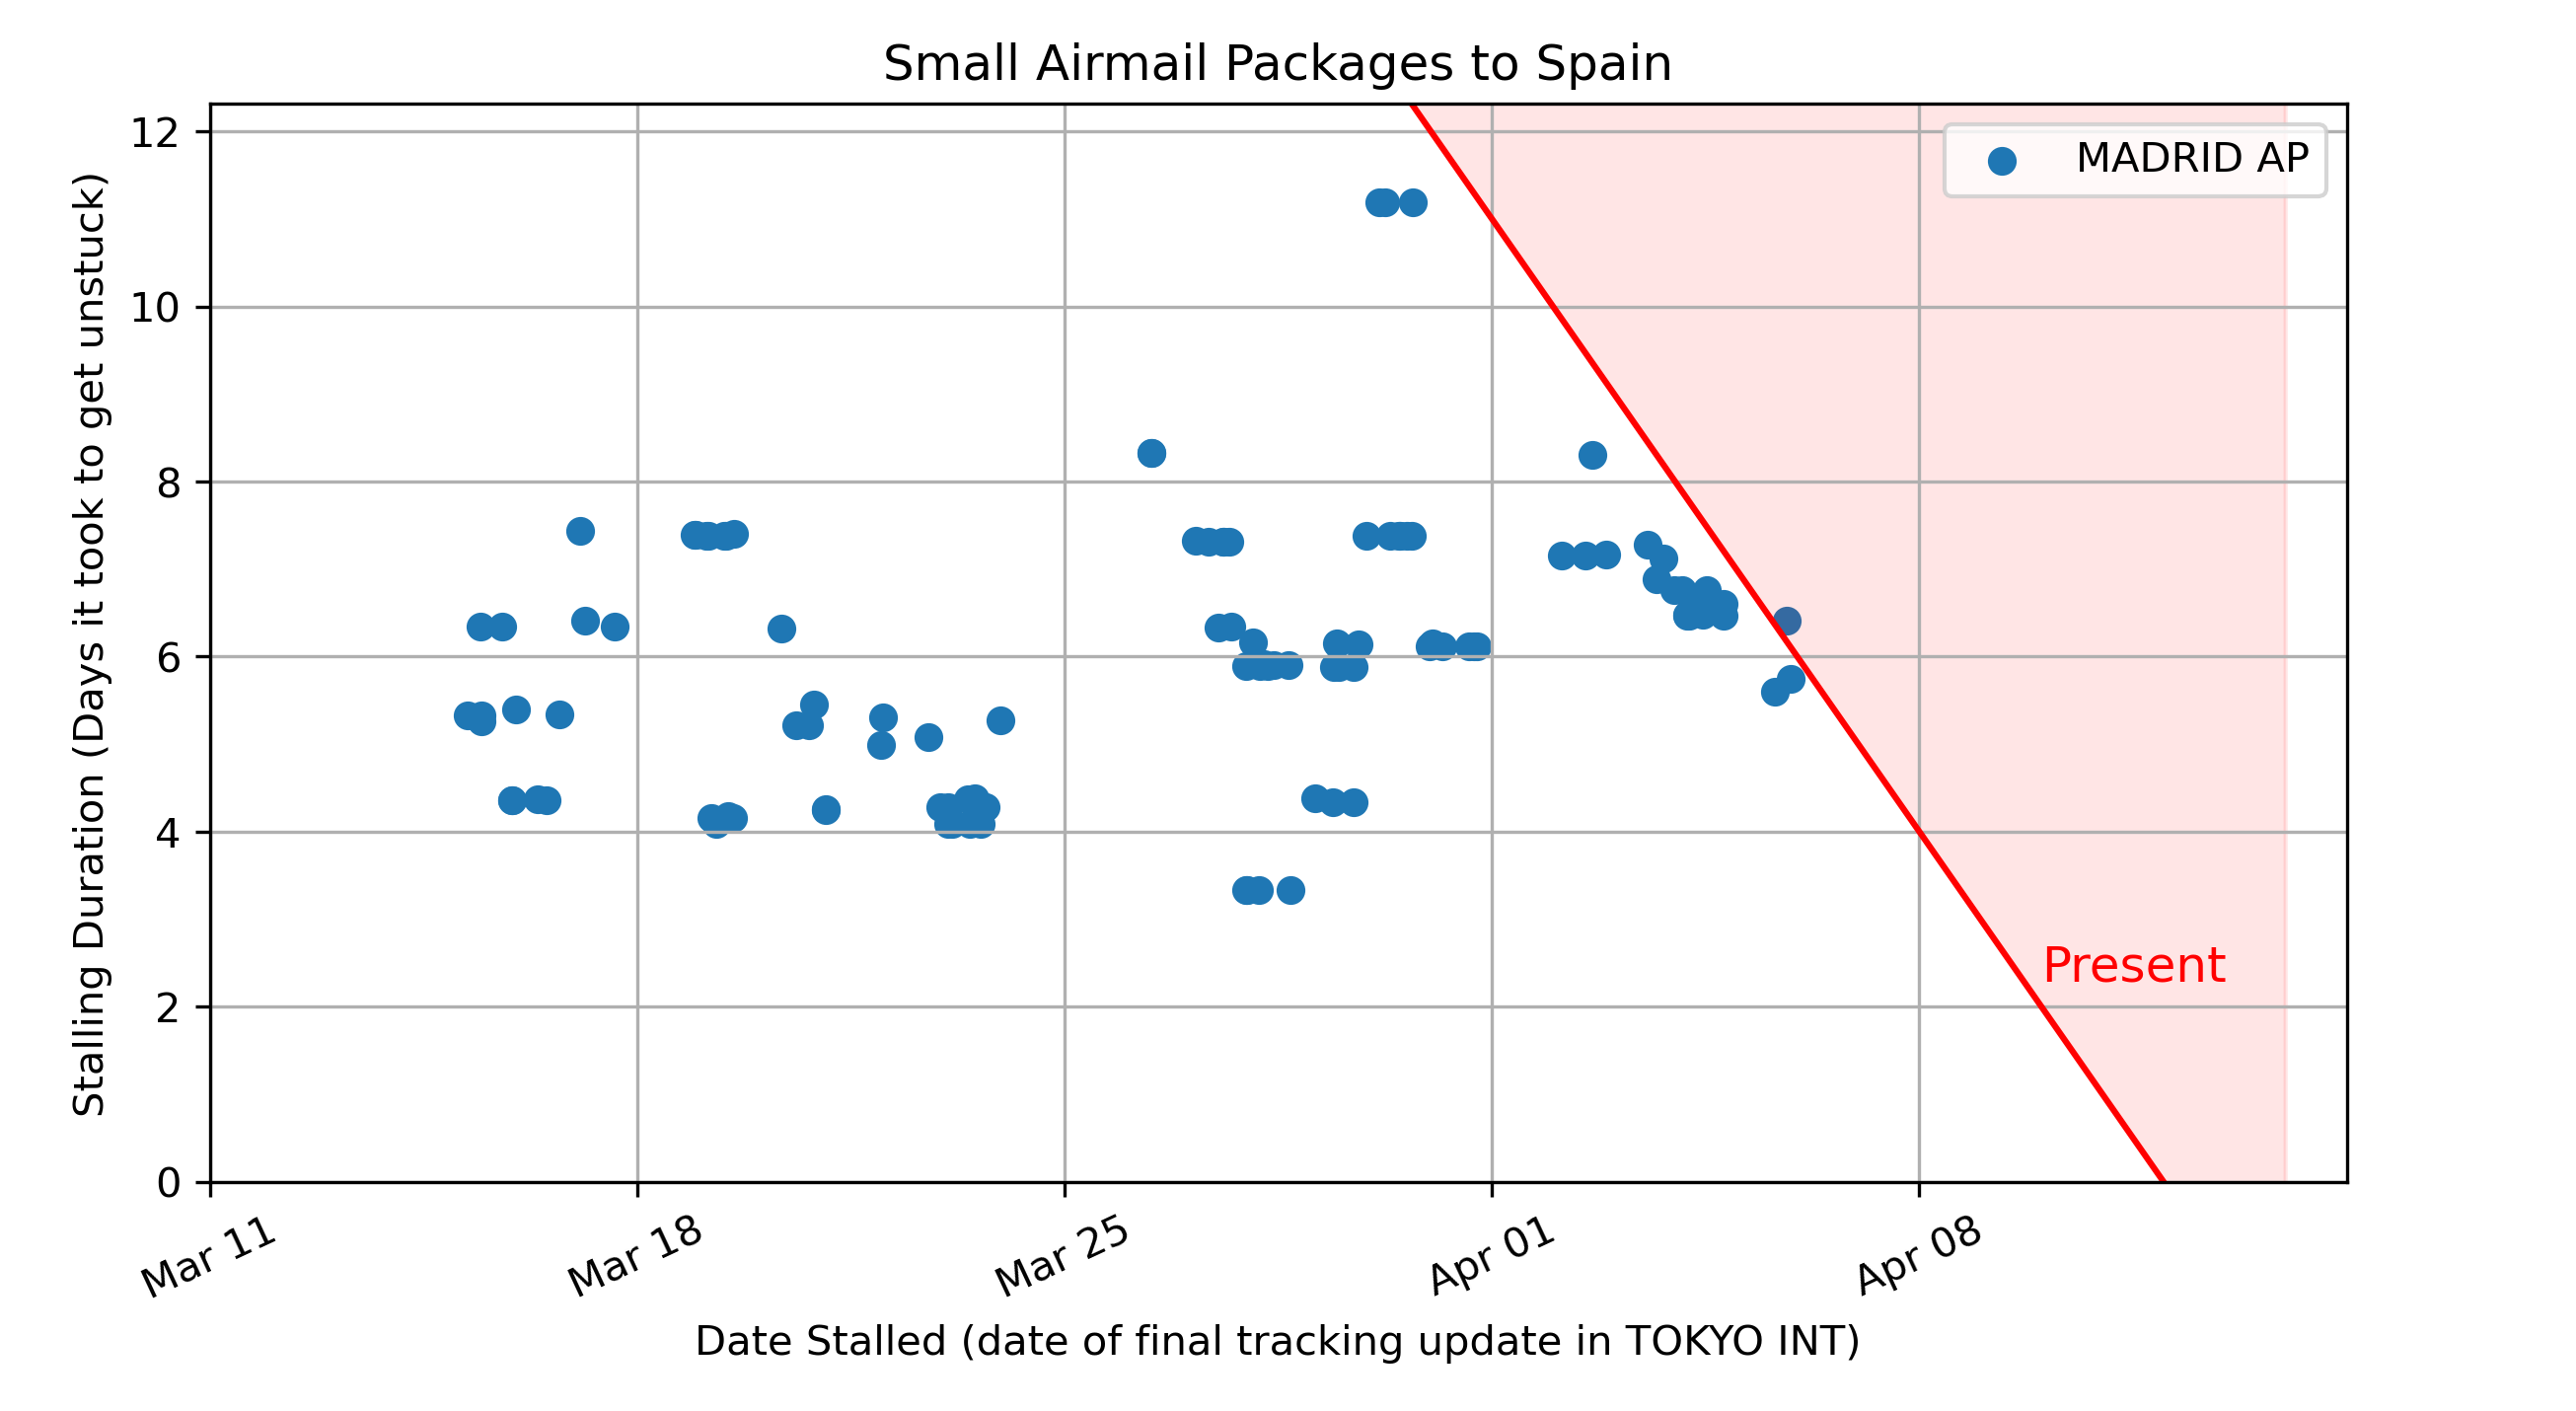 Small Airmail Packages to Spain
Stalling Duration (Days it took to get unstuck)
12
10
8
6
4
2
0
MADRID AP
Present
Mar 11
Mar 18
Mar 25
Apr 01
Apr 08
Date Stalled (date of final tracking update in TOKYO INT)